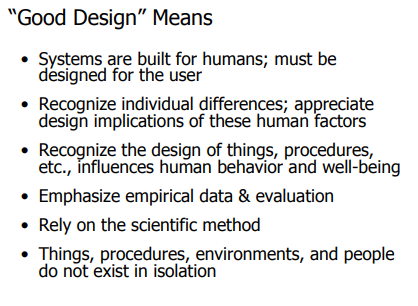 “Good Design” Means
• Systems are built for humans; must be
designed for the user
• Recognize individual differences; appreciate
design implications of these human factors
• Recognize the design of things, procedures,
etc., influences human behavior and well-being
• Emphasize empirical data & evaluation
• Rely on the scientific method
• Things, procedures, environments, and people
do not exist in isolation